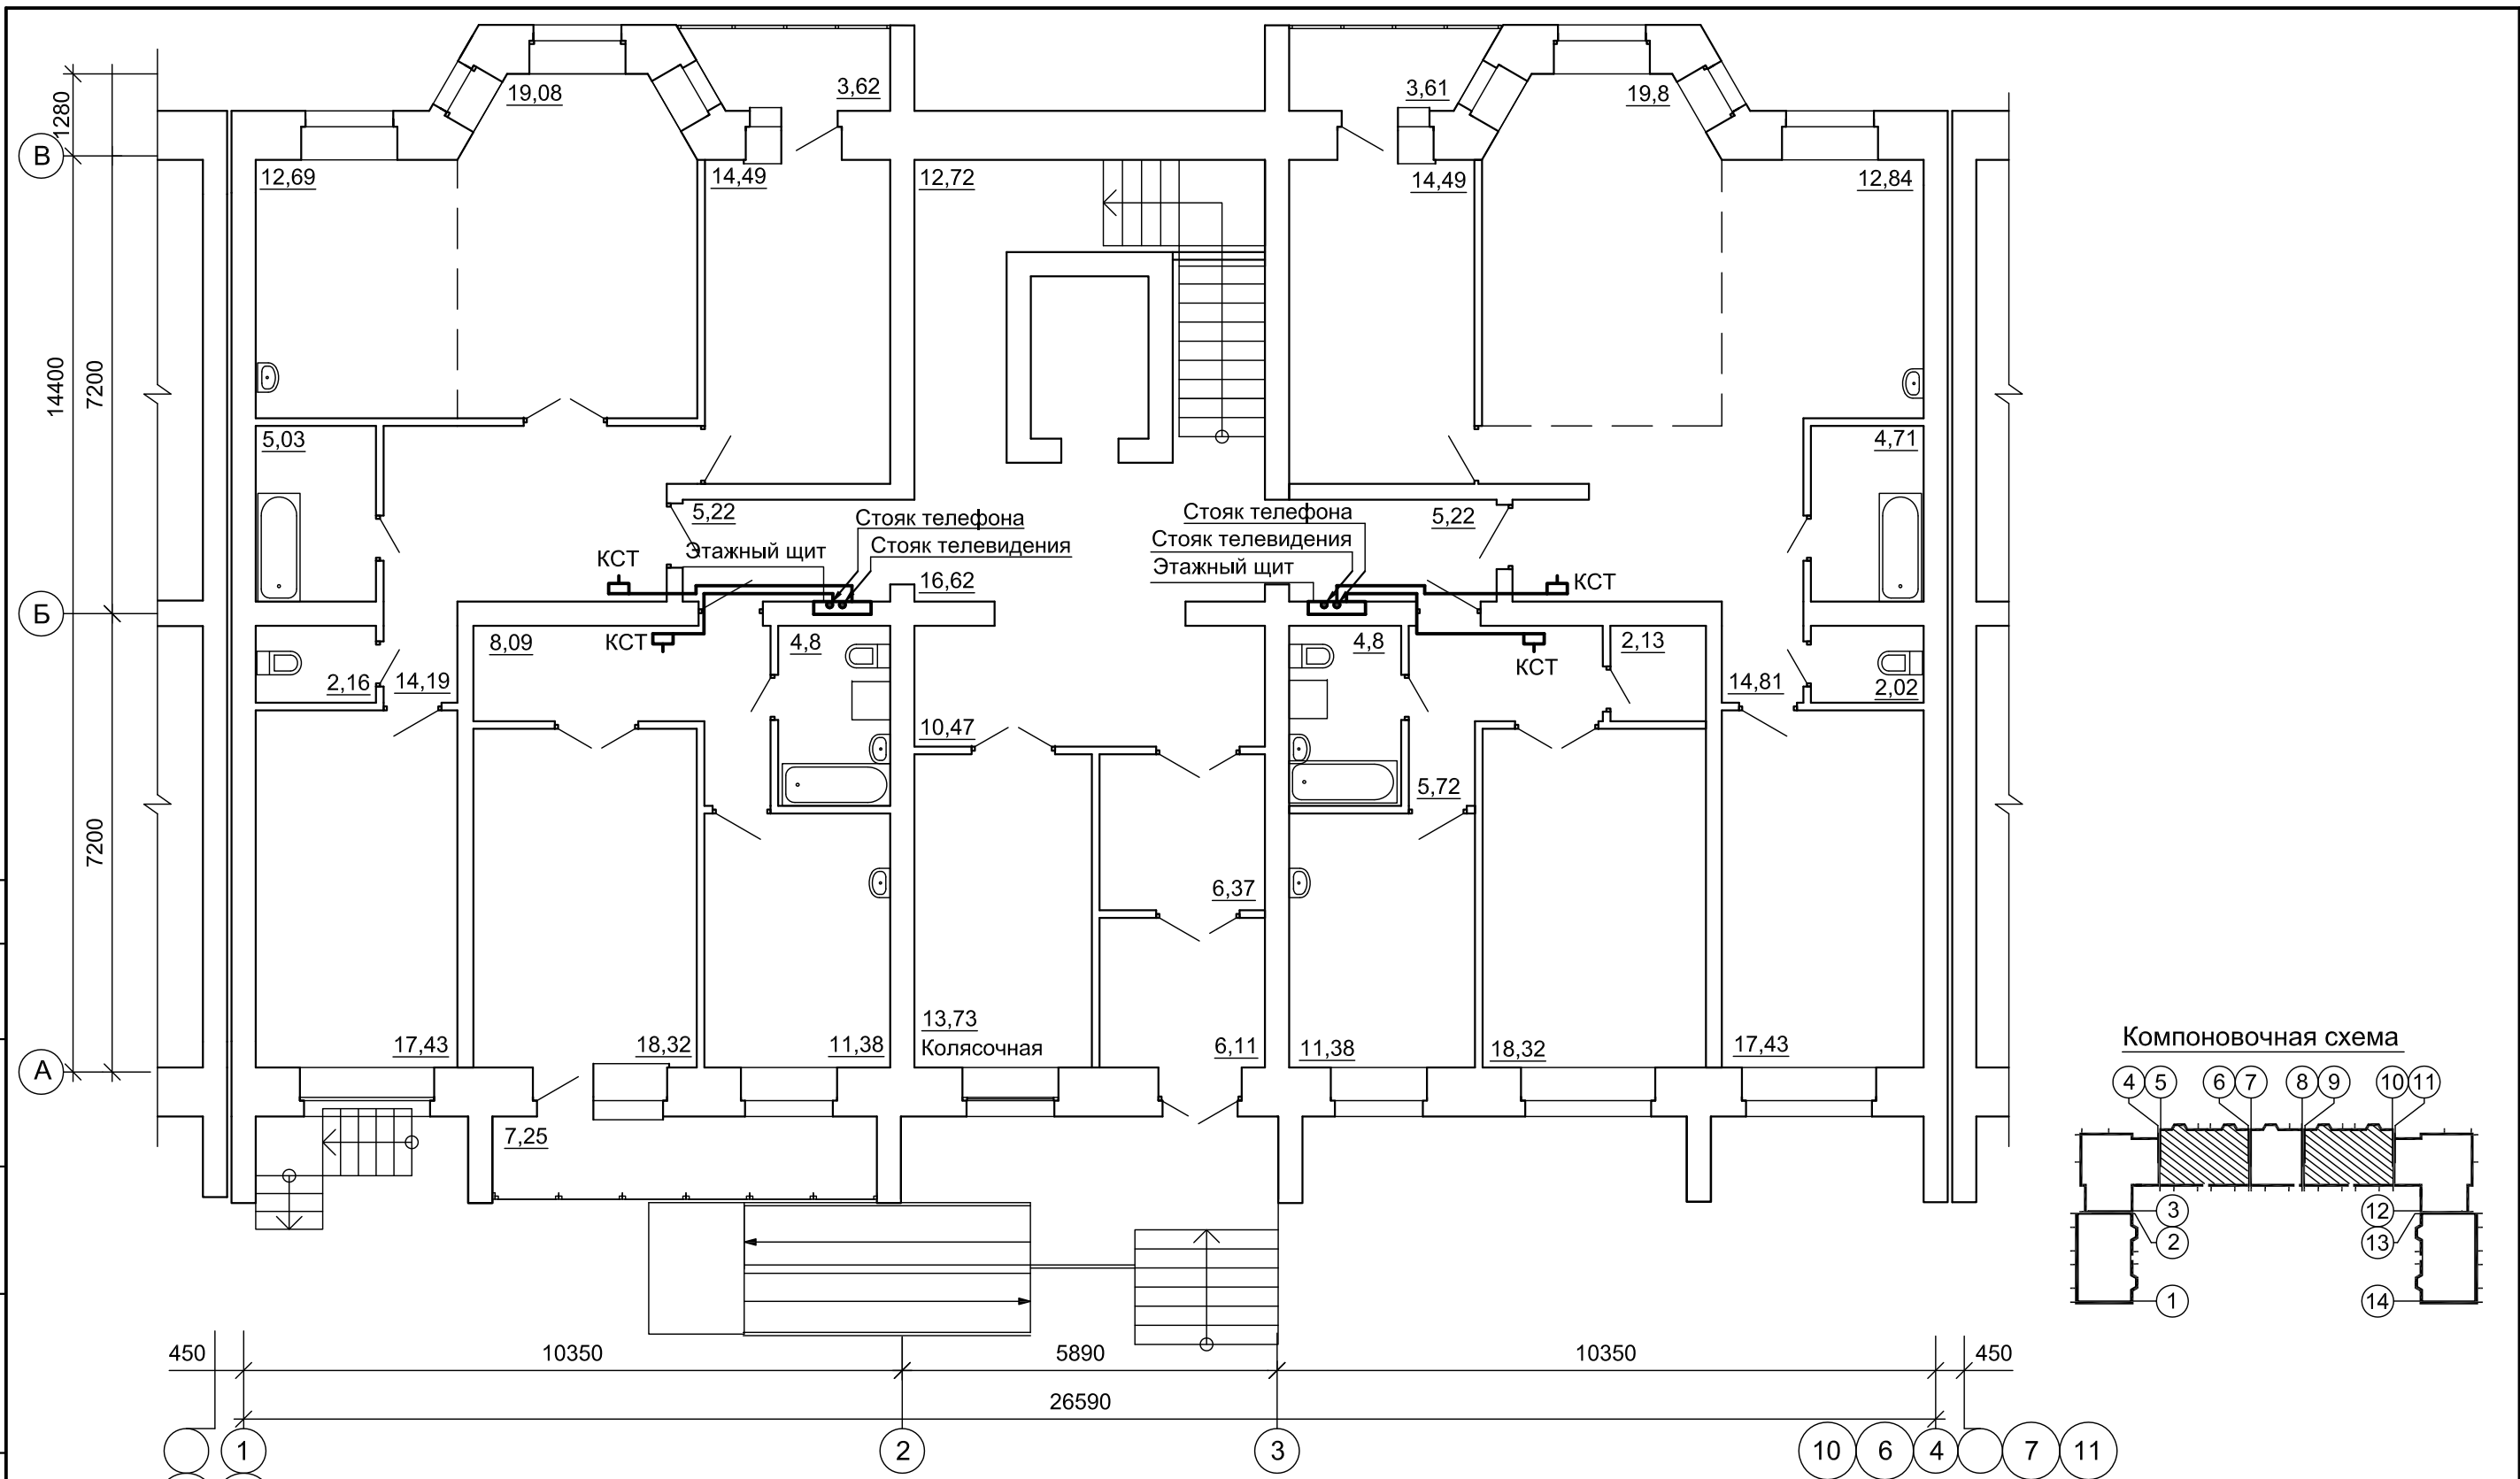 19,08
3,62
3,61
19,8
1280
В
12,69
14,49
12,72
14,49
12,84
14400
7200
5,03
4,71
5,22
Стояк телефона
Стояк телевидения
Этажный щит
КСТ
Стояк телефона
Стояк телевидения
Этажный щит
5,22
КСТ
16,62
Б
8,09
КСТ
4,8
4,8
КСТ
2,13
2,16
14,19
14,81
2,02
10,47
5,72
7200
6,37
17,43
18,32
11,38
13,73
Колясочная
6,11
11,38
18,32
17,43
А
7,25
Компоновочная схема
4 5 6 7 8 9 10 11
3
2
1
12
13
14
450 10350 5890 10350 450
26590
1 2 3 10 6 4 7 11